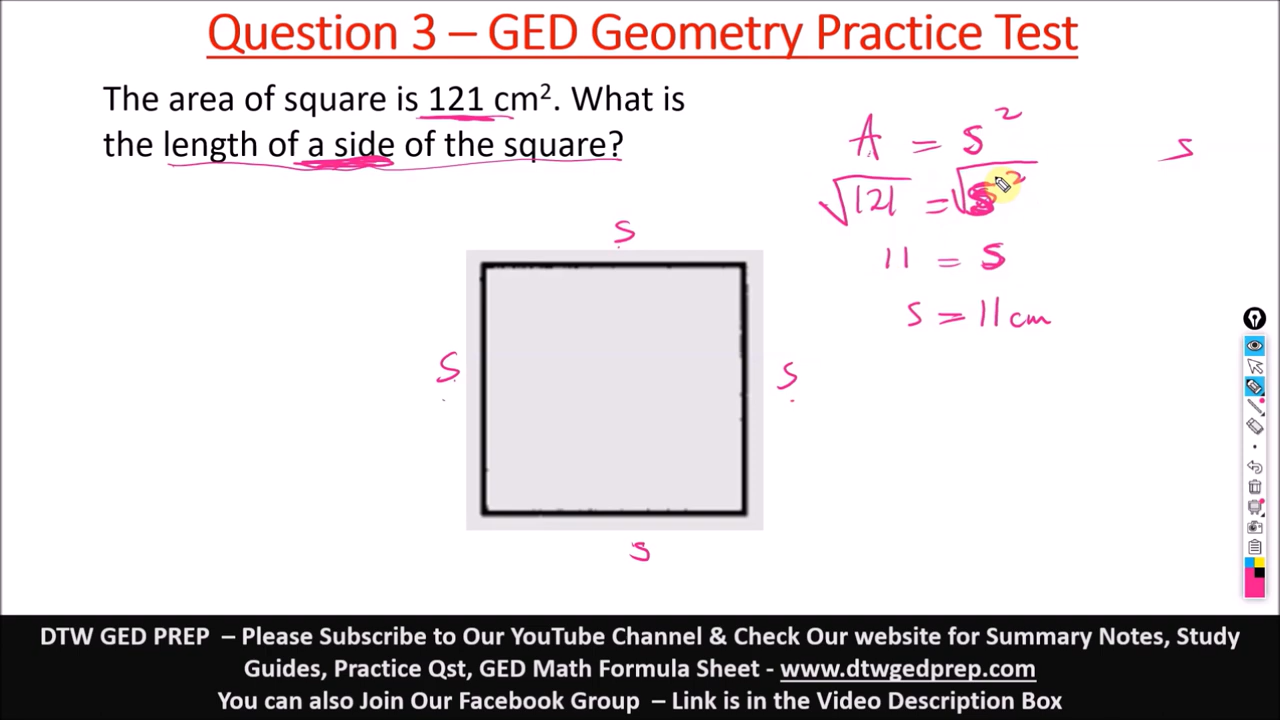 Question 3 – GED Geometry Practice Test
The area of square is 121 cm². What is
the length of a side of the square?
A = s²
s
√121 = √s²
11 = s
s = 11 cm
s
s
s
s
DTW GED PREP – Please Subscribe to Our YouTube Channel & Check Our website for Summary Notes, Study
Guides, Practice Qst, GED Math Formula Sheet - www.dtwgedprep.com
You can also Join Our Facebook Group – Link is in the Video Description Box